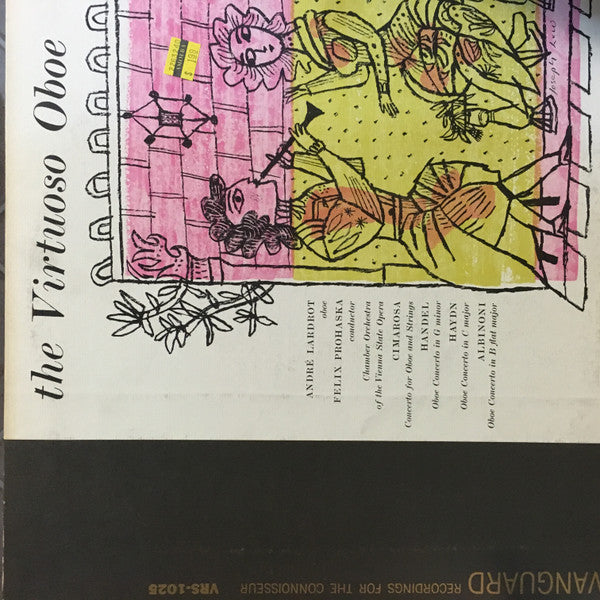 the Virtuoso Oboe
ANDRÉ LARDROT
oboe
FELIX PROHASKA
conductor
Chamber Orchestra
of the Vienna State Opera
CIMAROSA
Concerto for Oboe and Strings
HANDEL
Oboe Concerto in G minor
HAYDN
Oboe Concerto in C major
ALBINONI
Oboe Concerto in B flat major
VANGUARD RECORDINGS FOR THE CONNOISSEUR VRS-1025